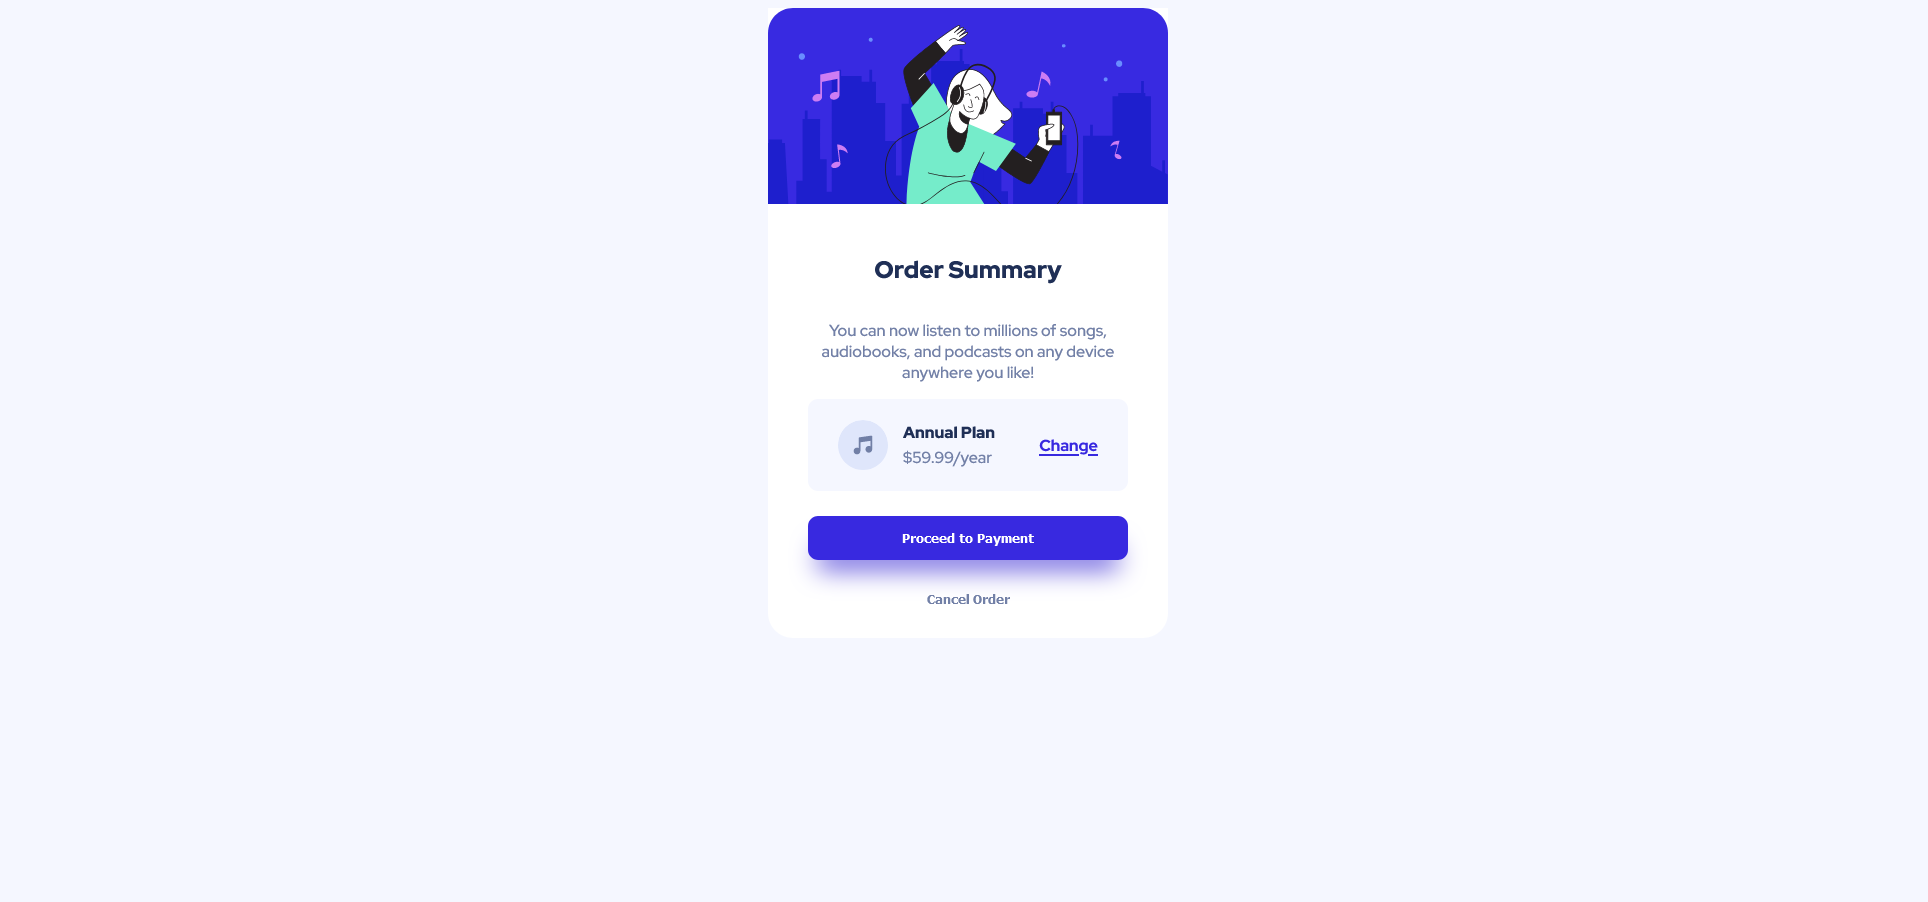 Order Summary
You can now listen to millions of songs,
audiobooks, and podcasts on any device
anywhere you like!
Annual Plan
$59.99/year
Change
Proceed to Payment
Cancel Order